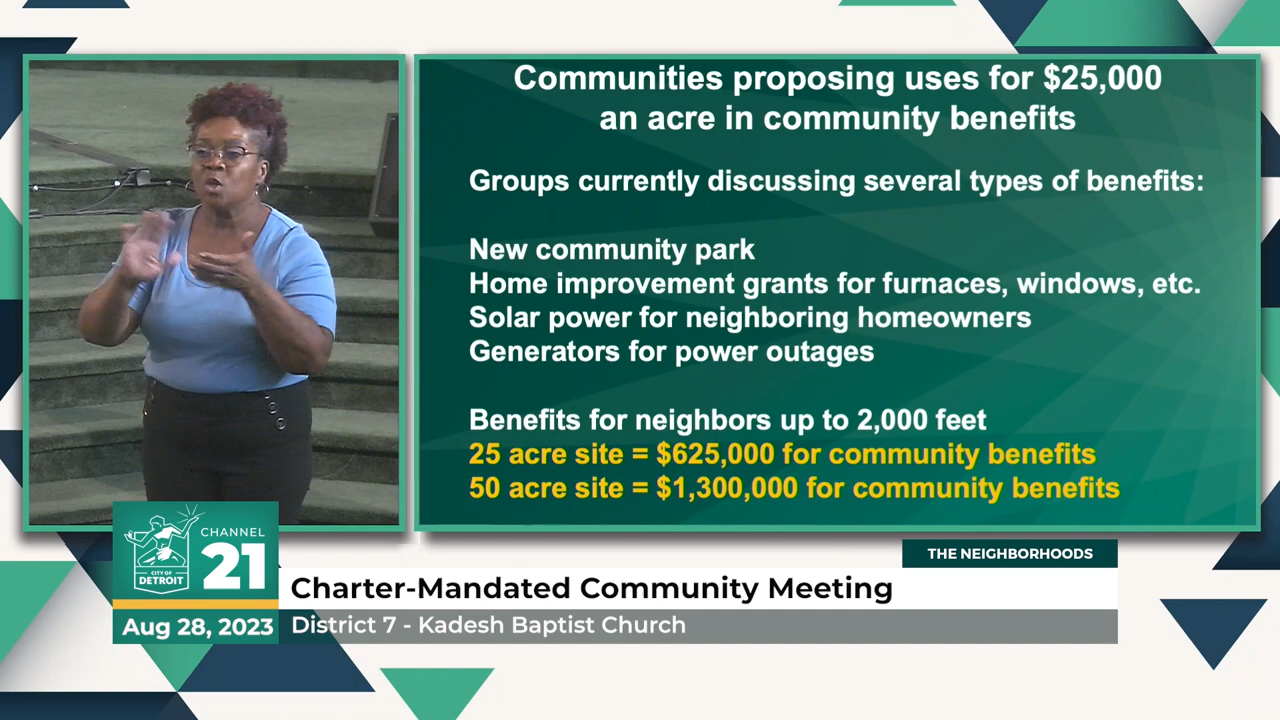 Communities proposing uses for $25,000
an acre in community benefits
Groups currently discussing several types of benefits:
New community park
Home improvement grants for furnaces, windows, etc.
Solar power for neighboring homeowners
Generators for power outages
Benefits for neighbors up to 2,000 feet
25 acre site = $625,000 for community benefits
50 acre site = $1,300,000 for community benefits
CITY OF
DETROIT
CHANNEL
21
THE NEIGHBORHOODS
Charter-Mandated Community Meeting
Aug 28, 2023
District 7 - Kadesh Baptist Church